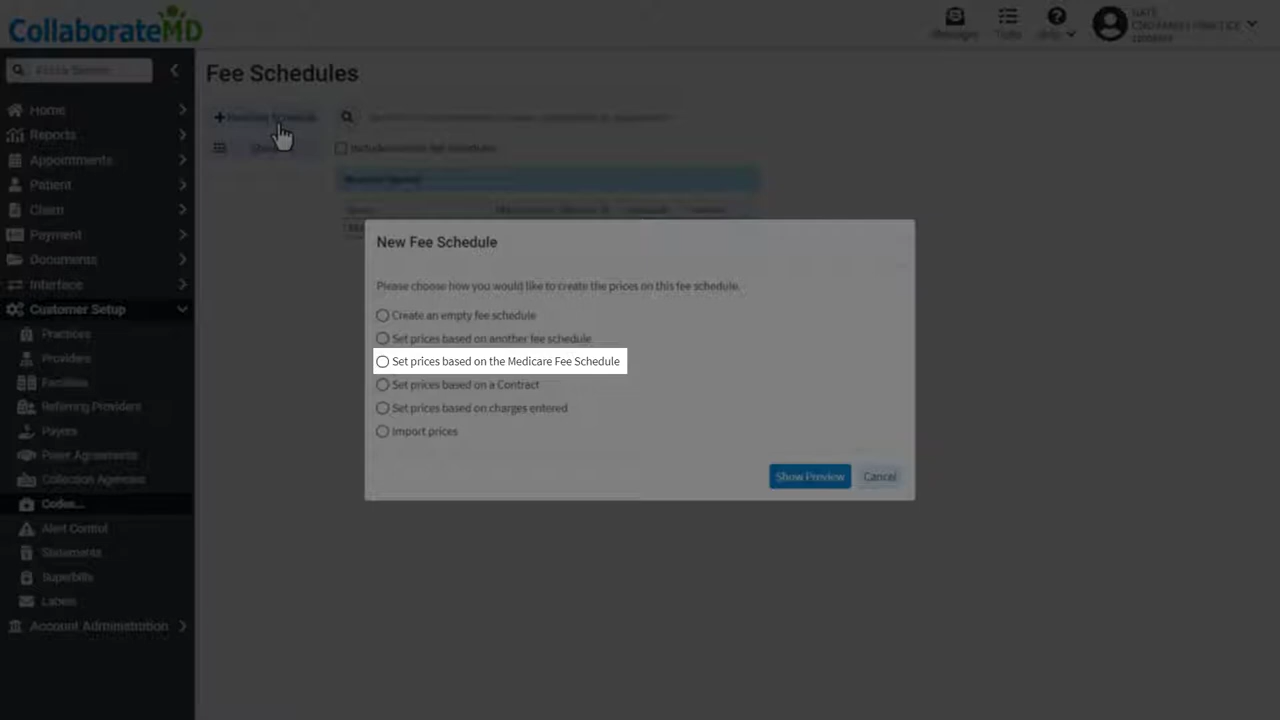 CollaborateMD
Home
Reports
Appointments
Patient
Claim
Payment
Documents
Interface
Customer Setup
Practices
Providers
Facilities
Referring Providers
Payers
Payer Agreements
Collection Agencies
Codes...
Alert Control
Statements
Superbills
Labels
Account Administration
Fee Schedules
New Fee Schedule
Please choose how you would like to create the prices on this fee schedule.
Create an empty fee schedule
Set prices based on another fee schedule
Set prices based on the Medicare Fee Schedule
Set prices based on a Contract
Set prices based on charges entered
Import prices
Show Preview Cancel